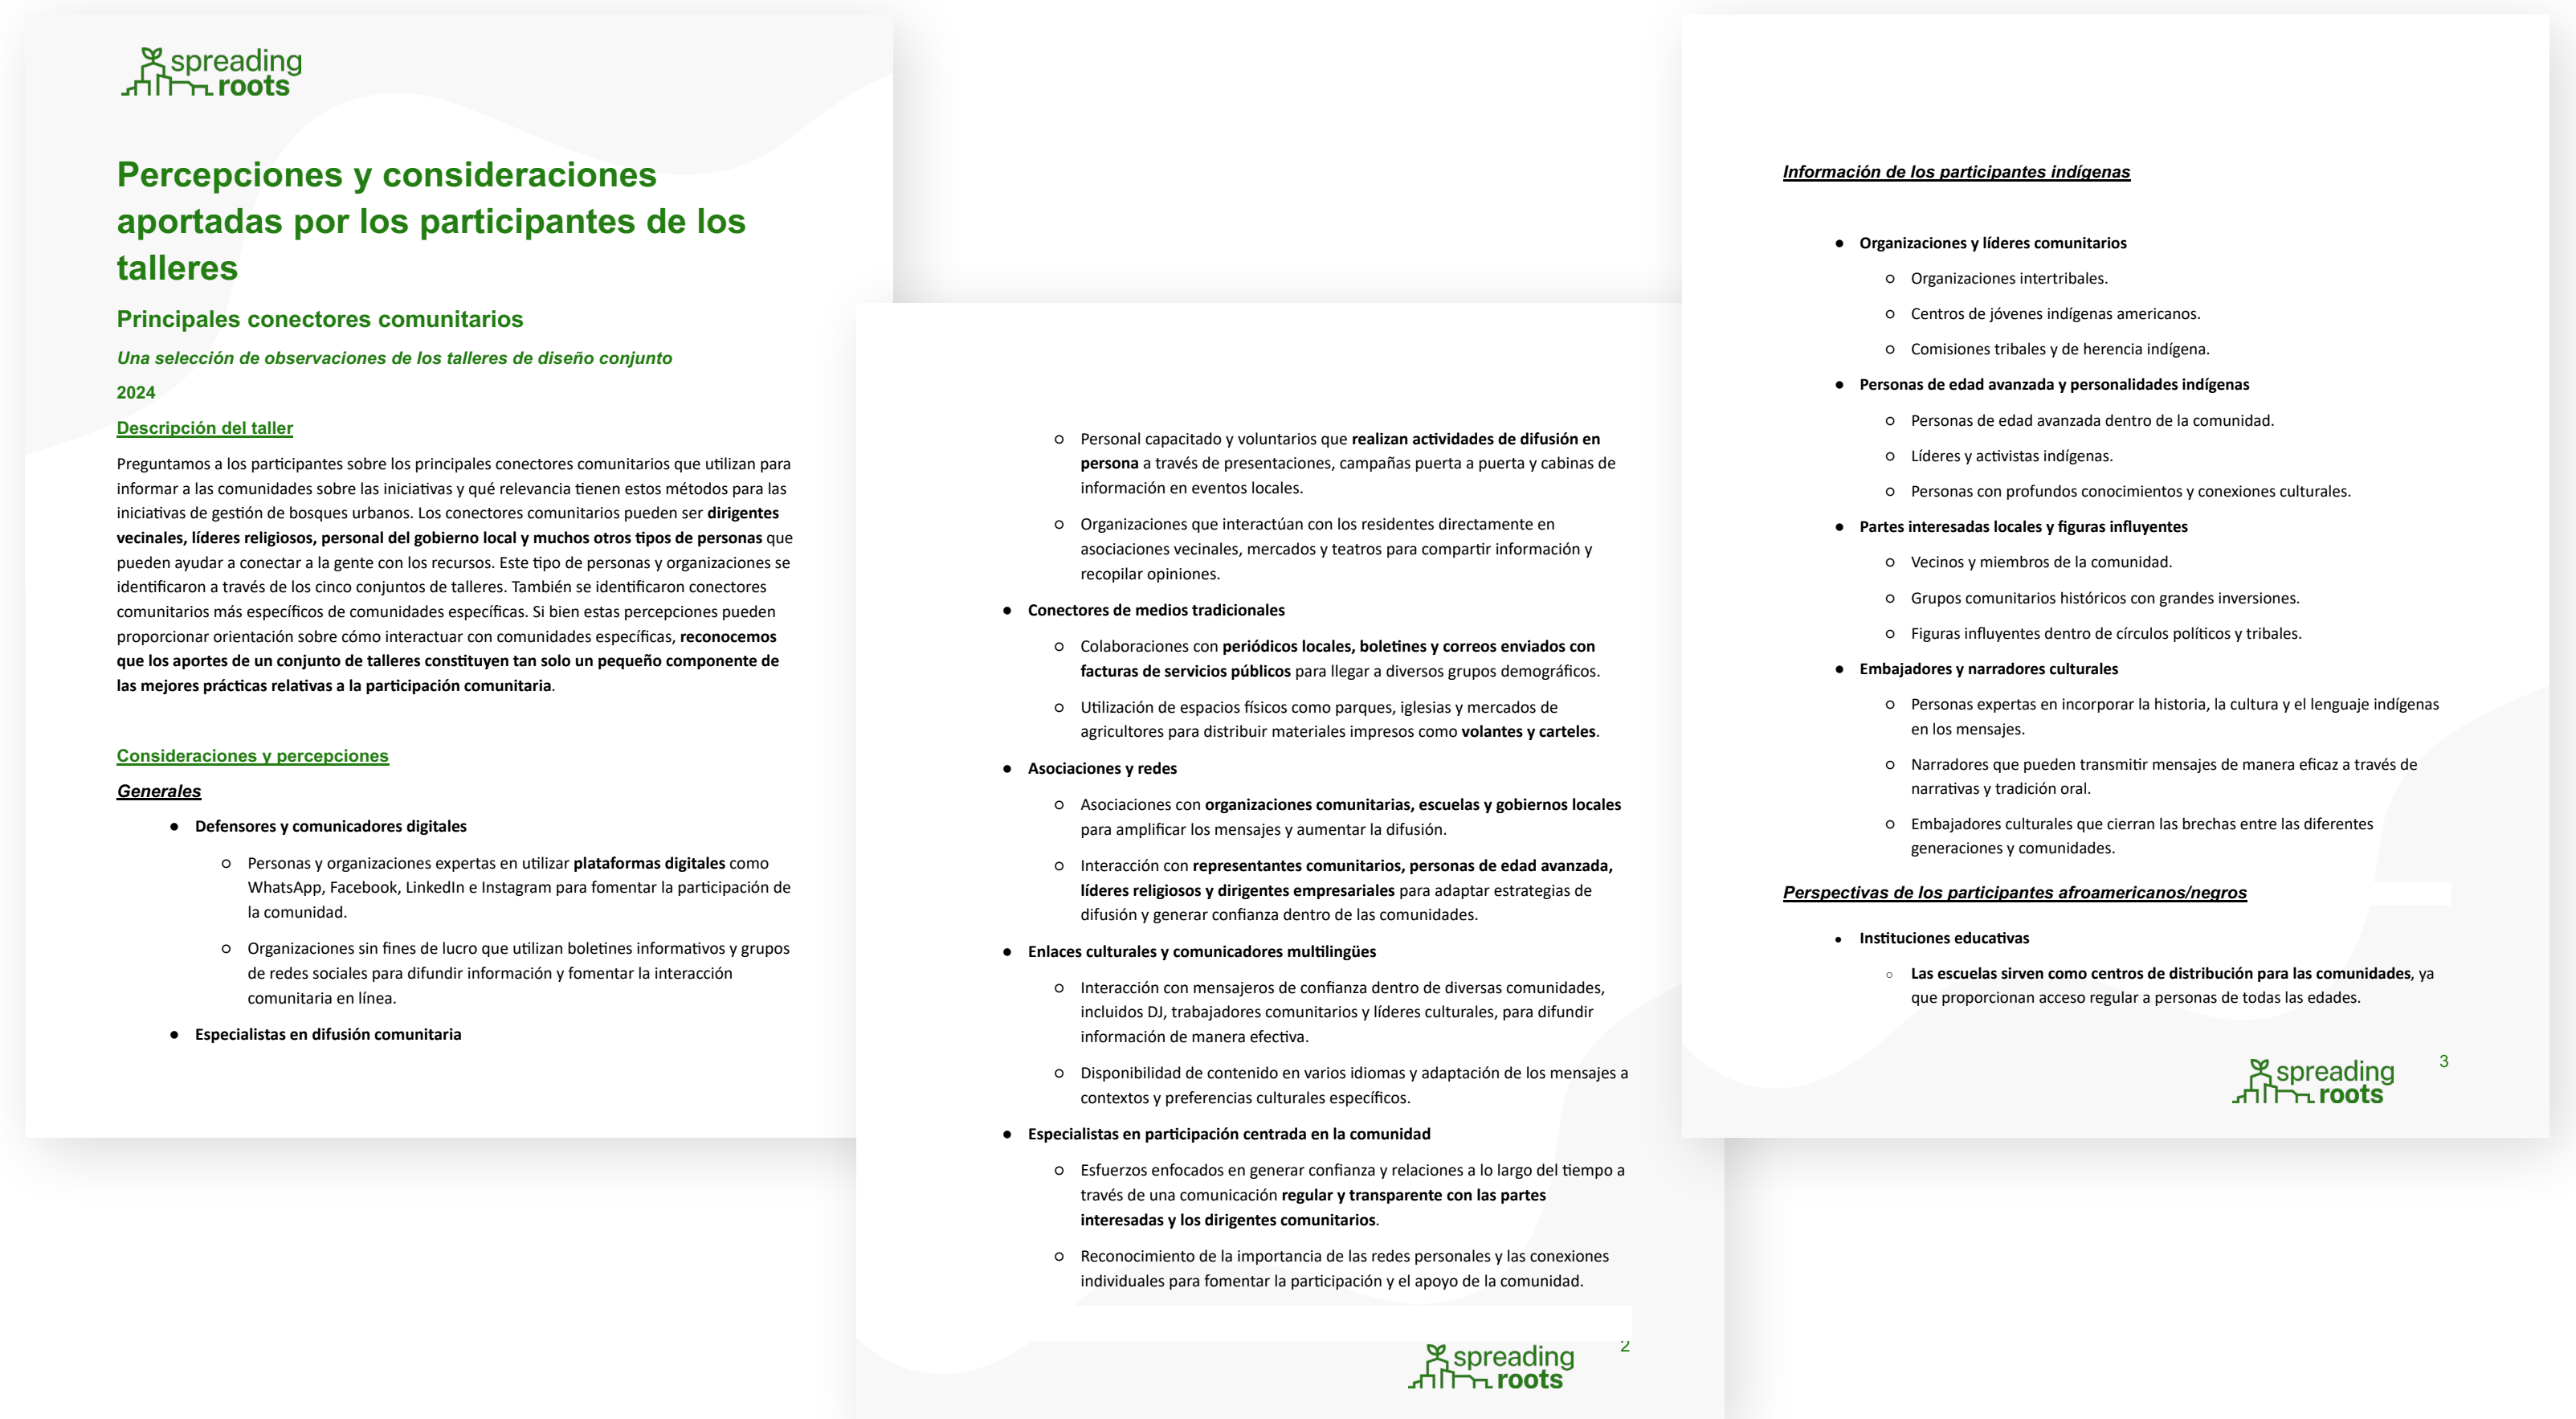 spreading
roots
Percepciones y consideraciones
aportadas por los participantes de los
talleres
Principales conectores comunitarios
Una selección de observaciones de los talleres de diseño conjunto
2024
Descripción del taller
Preguntamos a los participantes sobre los principales conectores comunitarios que utilizan para
informar a las comunidades sobre las iniciativas y qué relevancia tienen estos métodos para las
iniciativas de gestión de bosques urbanos. Los conectores comunitarios pueden ser dirigentes
vecinales, líderes religiosos, personal del gobierno local y muchos otros tipos de personas que
pueden ayudar a conectar a la gente con los recursos. Este tipo de personas y organizaciones se
identificaron a través de los cinco conjuntos de talleres. También se identificaron conectores
comunitarios más específicos de comunidades específicas. Si bien estas percepciones pueden
proporcionar orientación sobre cómo interactuar con comunidades específicas, reconocemos
que los aportes de un conjunto de talleres constituyen tan solo un pequeño componente de
las mejores prácticas relativas a la participación comunitaria.
Consideraciones y percepciones
Generales
● Defensores y comunicadores digitales
○ Personas y organizaciones expertas en utilizar plataformas digitales como
WhatsApp, Facebook, LinkedIn e Instagram para fomentar la participación de
la comunidad.
○ Organizaciones sin fines de lucro que utilizan boletines informativos y grupos
de redes sociales para difundir información y fomentar la interacción
comunitaria en línea.
● Especialistas en difusión comunitaria
○ Personal capacitado y voluntarios que realizan actividades de difusión en
persona a través de presentaciones, campañas puerta a puerta y cabinas de
información en eventos locales.
○ Organizaciones que interactúan con los residentes directamente en
asociaciones vecinales, mercados y teatros para compartir información y
recopilar opiniones.
● Conectores de medios tradicionales
○ Colaboraciones con periódicos locales, boletines y correos enviados con
facturas de servicios públicos para llegar a diversos grupos demográficos.
○ Utilización de espacios físicos como parques, iglesias y mercados de
agricultores para distribuir materiales impresos como volantes y carteles.
● Asociaciones y redes
○ Asociaciones con organizaciones comunitarias, escuelas y gobiernos locales
para amplificar los mensajes y aumentar la difusión.
○ Interacción con representantes comunitarios, personas de edad avanzada,
líderes religiosos y dirigentes empresariales para adaptar estrategias de
difusión y generar confianza dentro de las comunidades.
● Enlaces culturales y comunicadores multilingües
○ Interacción con mensajeros de confianza dentro de diversas comunidades,
incluidos DJ, trabajadores comunitarios y líderes culturales, para difundir
información de manera efectiva.
○ Disponibilidad de contenido en varios idiomas y adaptación de los mensajes a
contextos y preferencias culturales específicos.
● Especialistas en participación centrada en la comunidad
○ Esfuerzos enfocados en generar confianza y relaciones a lo largo del tiempo a
través de una comunicación regular y transparente con las partes
interesadas y los dirigentes comunitarios.
○ Reconocimiento de la importancia de las redes personales y las conexiones
individuales para fomentar la participación y el apoyo de la comunidad.
2
spreading
roots
Información de los participantes indígenas
● Organizaciones y líderes comunitarios
○ Organizaciones intertribales.
○ Centros de jóvenes indígenas americanos.
○ Comisiones tribales y de herencia indígena.
● Personas de edad avanzada y personalidades indígenas
○ Personas de edad avanzada dentro de la comunidad.
○ Líderes y activistas indígenas.
○ Personas con profundos conocimientos y conexiones culturales.
● Partes interesadas locales y figuras influyentes
○ Vecinos y miembros de la comunidad.
○ Grupos comunitarios históricos con grandes inversiones.
○ Figuras influyentes dentro de círculos políticos y tribales.
● Embajadores y narradores culturales
○ Personas expertas en incorporar la historia, la cultura y el lenguaje indígenas
en los mensajes.
○ Narradores que pueden transmitir mensajes de manera eficaz a través de
narrativas y tradición oral.
○ Embajadores culturales que cierran las brechas entre las diferentes
generaciones y comunidades.
Perspectivas de los participantes afroamericanos/negros
● Instituciones educativas
○ Las escuelas sirven como centros de distribución para las comunidades, ya
que proporcionan acceso regular a personas de todas las edades.
3
spreading
roots